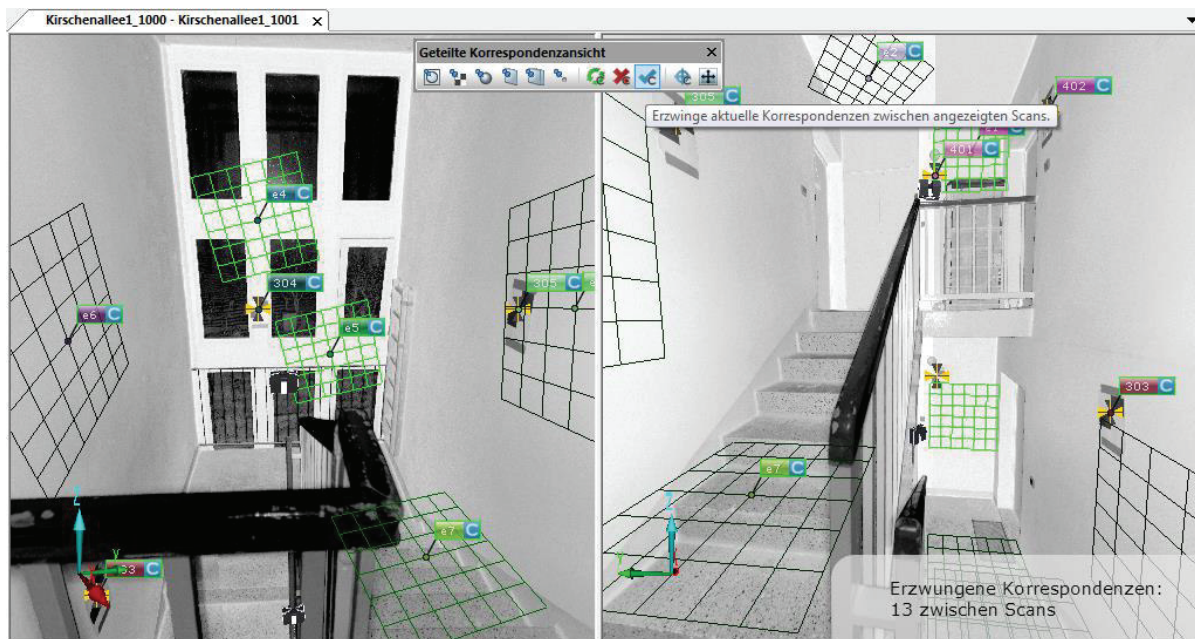 Kirschenallee1_1000 - Kirschenallee1_1001
Geteilte Korrespondenzansicht
Erzwinge aktuelle Korrespondenzen zwischen angezeigten Scans.
e4 C
304 C
e5 C
e6 C
305 C
e7 C
C
Z
y
305 C
e2 C
402 C
e1 C
401 C
303 C
e7 C
Z
Erzwungene Korrespondenzen:
13 zwischen Scans